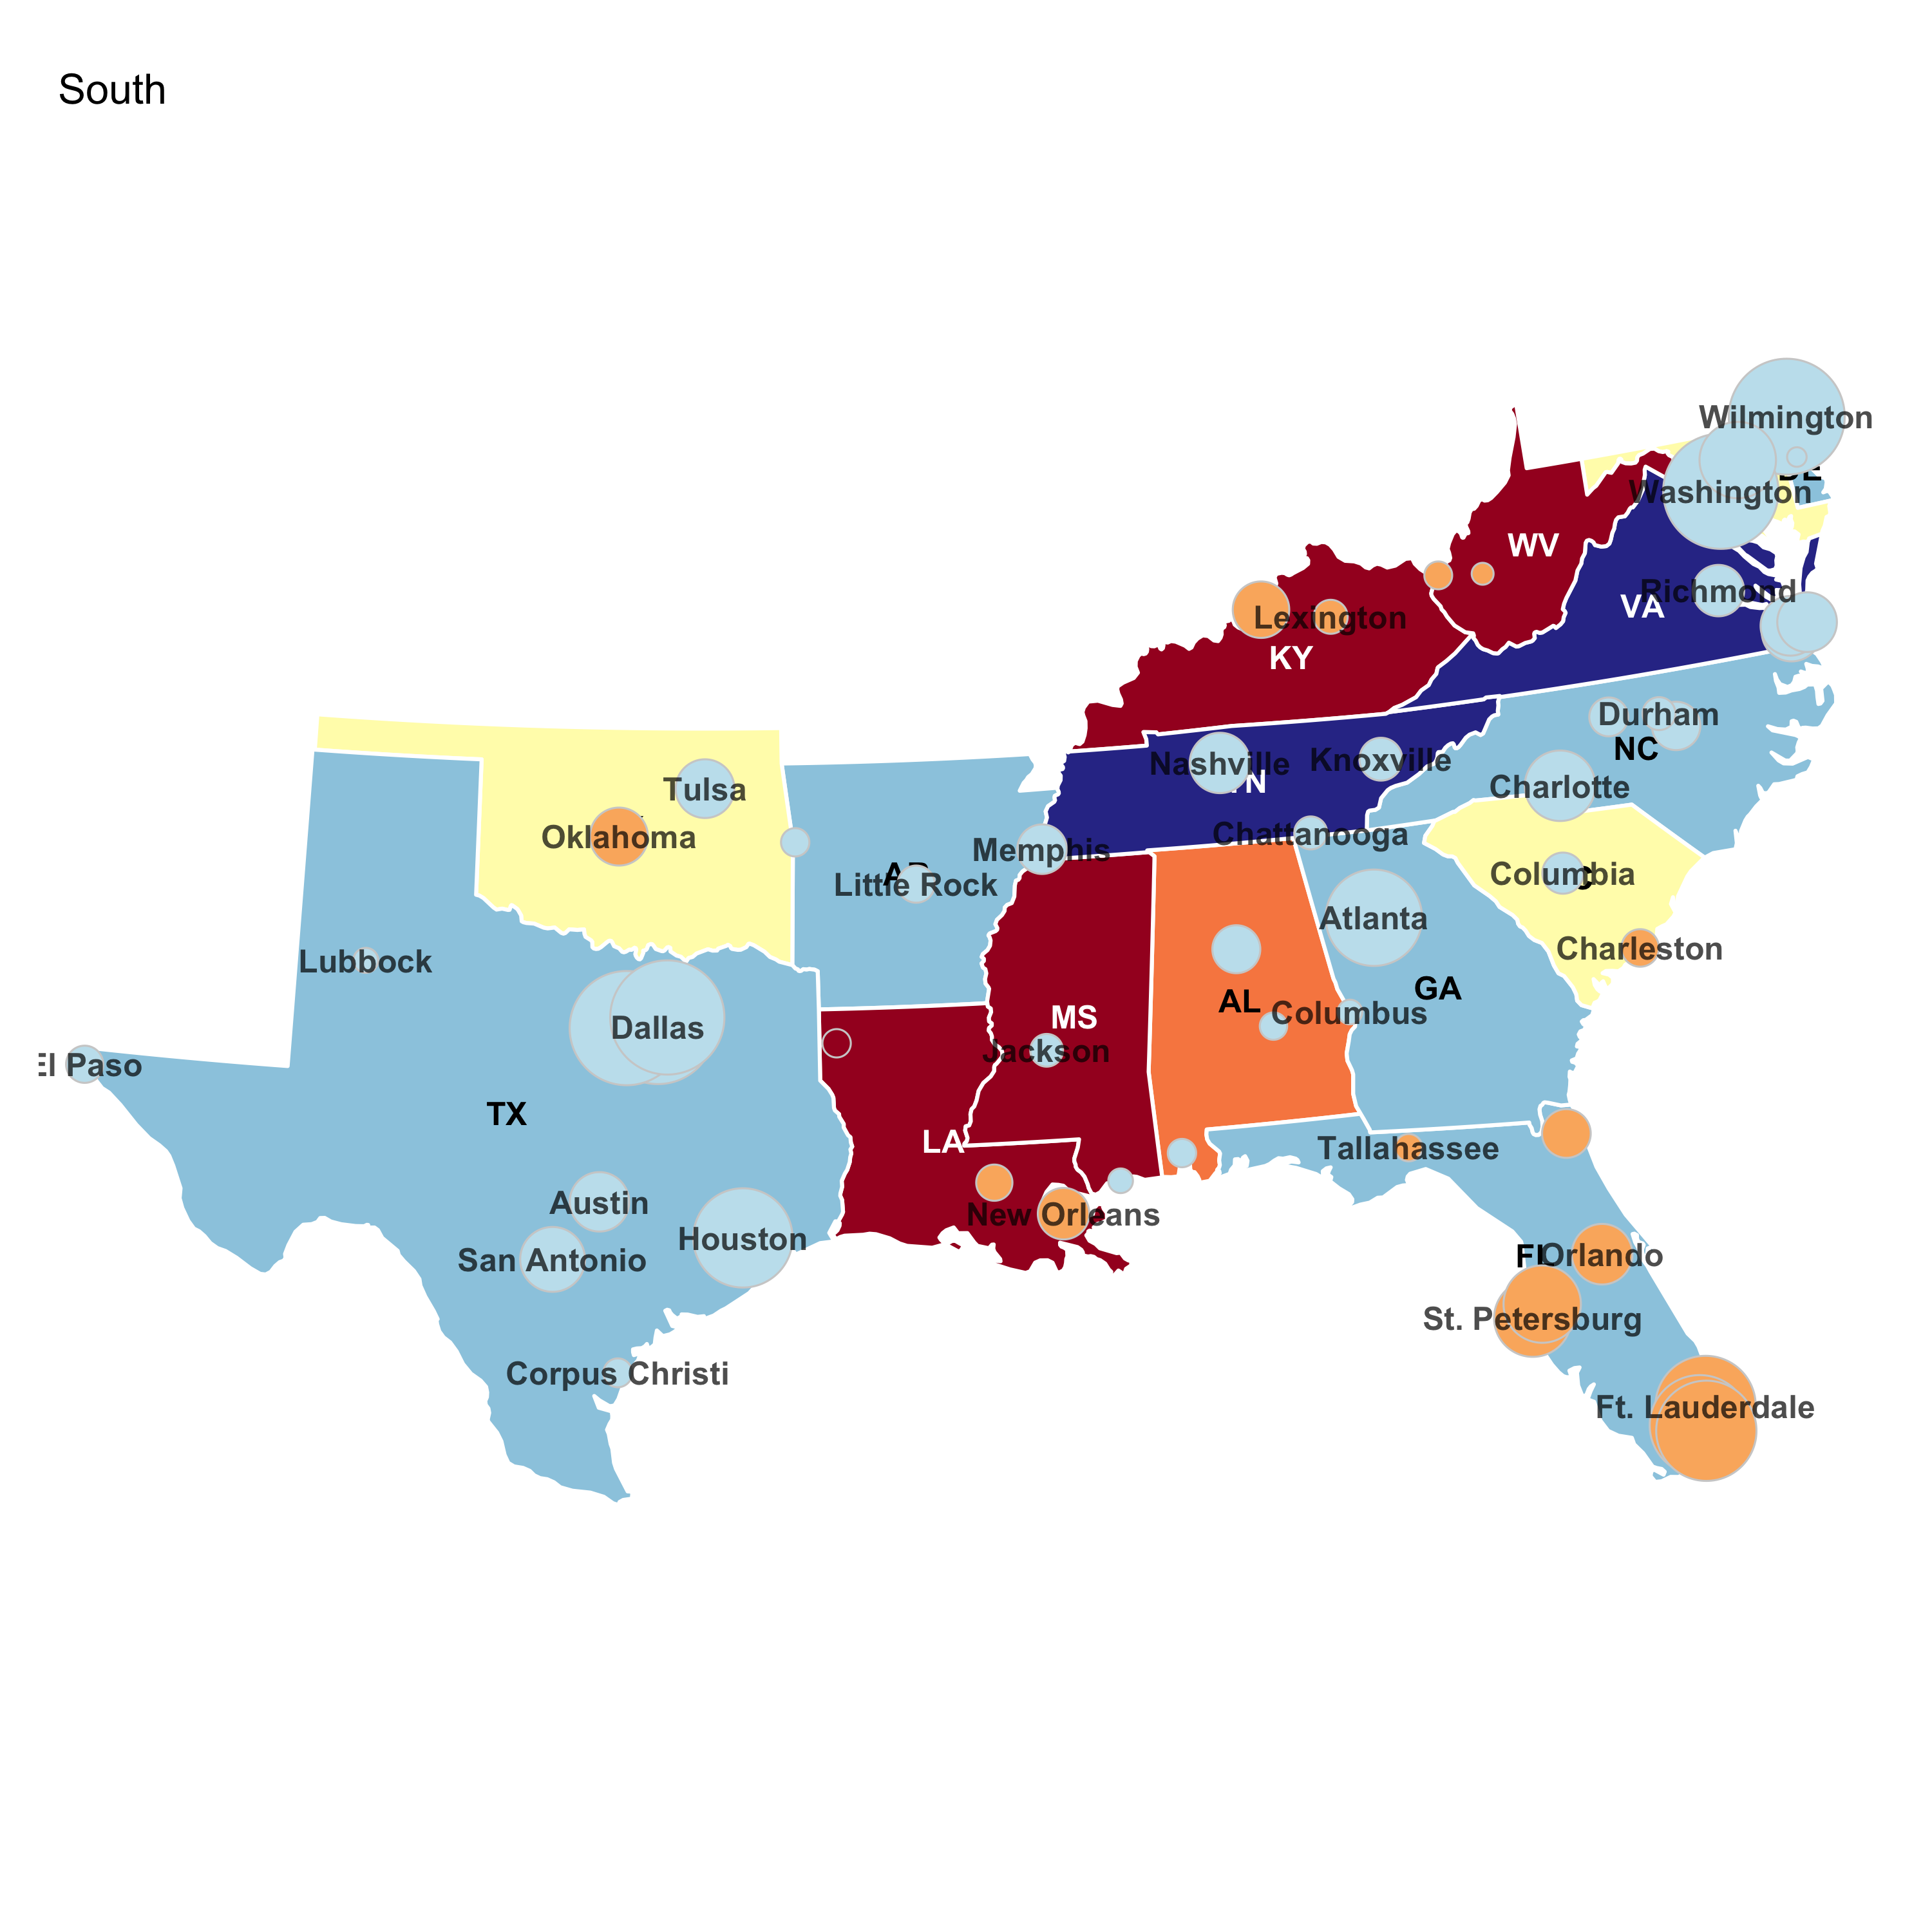 South
Wilmington
DE
Washington
WV
Richmond
VA
Lexington
KY
Durham
NC
Nashville
Knoxville
TN
Charlotte
Tulsa
Oklahoma
Chattanooga
Memphis
Little Rock
Columbia
Atlanta
Charleston
Lubbock
GA
AL
Columbus
MS
Dallas
Jackson
El Paso
TX
LA
Tallahassee
Austin
New Orleans
Houston
FL
Orlando
San Antonio
St. Petersburg
Corpus Christi
Ft. Lauderdale